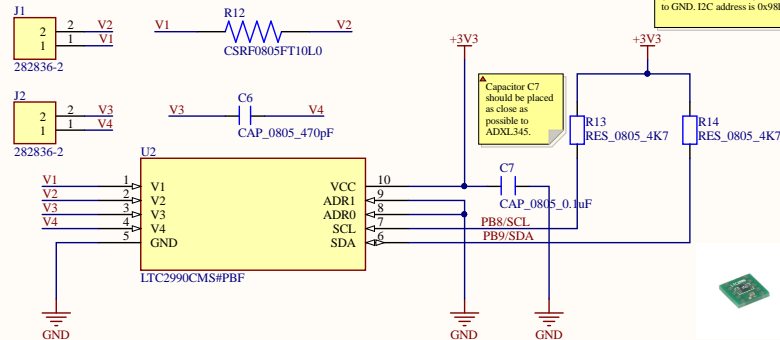 to GND. I2C address is 0x98h
J1
2 V2
1 V1
282836-2
V1 R12 V2
CSRF0805FT10L0
J2
2 V3
1 V4
282836-2
V3 C6 V4
CAP_0805_470pF
+3V3
Capacitor C7
should be placed
as close as
possible to
ADXL345.
+3V3
R13
RES_0805_4K7
R14
RES_0805_4K7
C7
CAP_0805_0.1uF
U2
V1 1 V1
V2 2 V2
V3 3 V3
V4 4 V4
5 GND
VCC 10
ADR1 9
ADR0 8
SCL 7 PB8/SCL
SDA 6 PB9/SDA
LTC2990CMS#PBF
GND
GND
GND